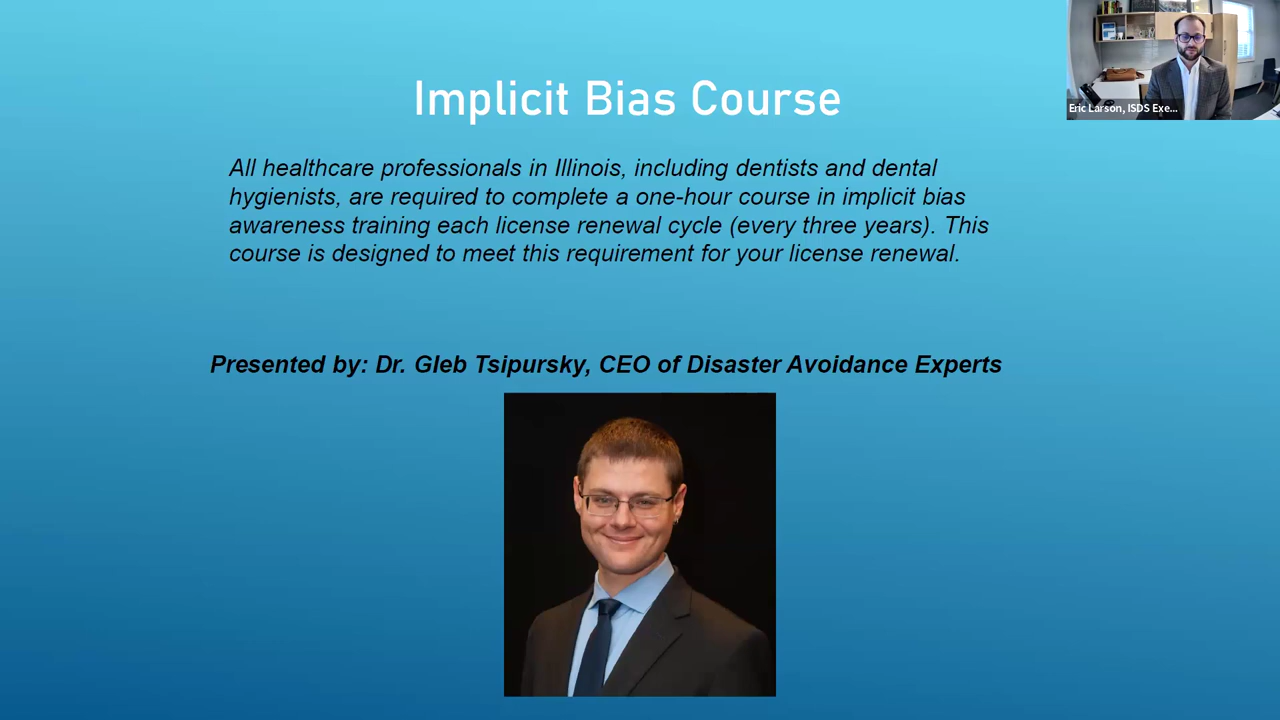 Implicit Bias Course
Eric Larson, ISDS Exe...
All healthcare professionals in Illinois, including dentists and dental
hygienists, are required to complete a one-hour course in implicit bias
awareness training each license renewal cycle (every three years). This
course is designed to meet this requirement for your license renewal.
Presented by: Dr. Gleb Tsipursky, CEO of Disaster Avoidance Experts